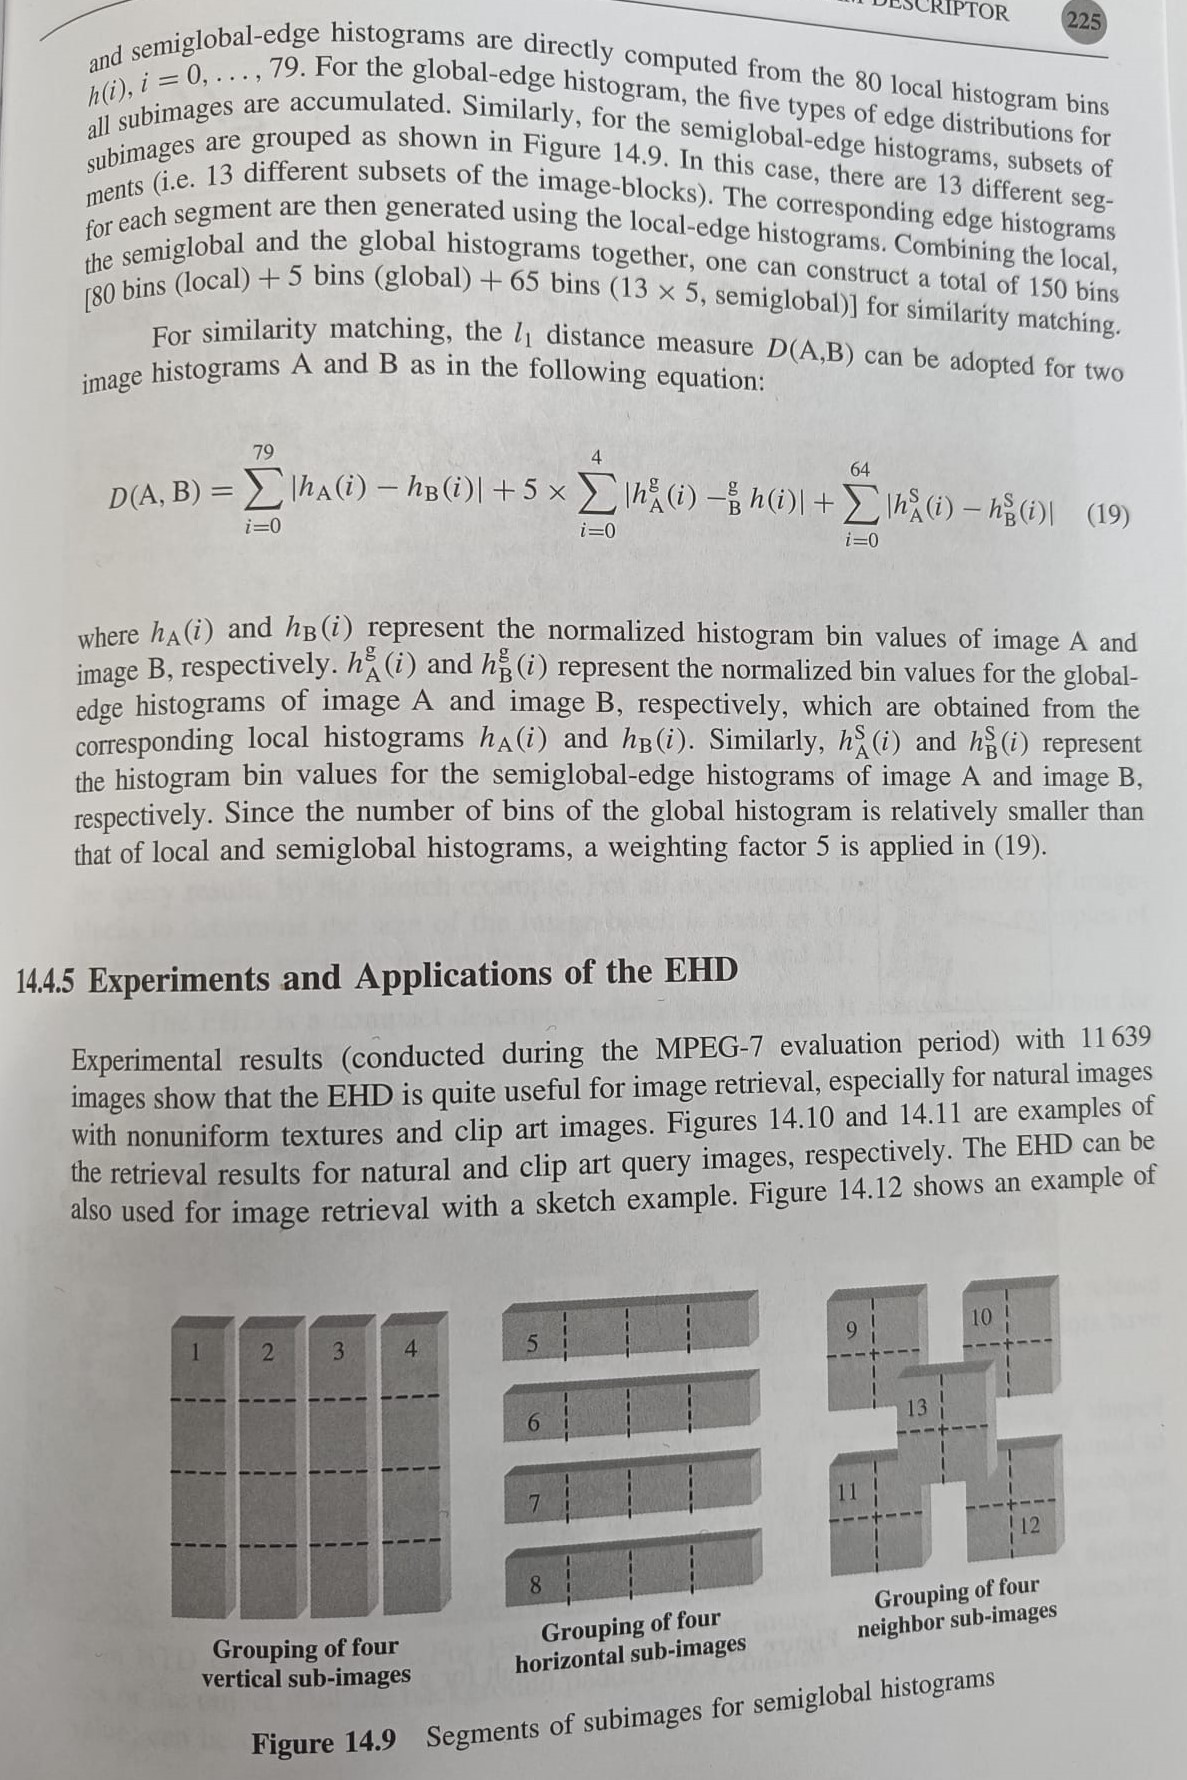 DESCRIPTOR 225
and semiglobal-edge histograms are directly computed from the 80 local histogram bins
h(i), i = 0, . . . , 79. For the global-edge histogram, the five types of edge distributions for
all subimages are accumulated. Similarly, for the semiglobal-edge histograms, subsets of
subimages are grouped as shown in Figure 14.9. In this case, there are 13 different seg-
ments (i.e. 13 different subsets of the image-blocks). The corresponding edge histograms
for each segment are then generated using the local-edge histograms. Combining the local,
the semiglobal and the global histograms together, one can construct a total of 150 bins
[80 bins (local) + 5 bins (global) + 65 bins (13 × 5, semiglobal)] for similarity matching.
For similarity matching, the l₁ distance measure D(A,B) can be adopted for two
image histograms A and B as in the following equation:
D(A, B) = \sum_{i=0}^{79} |h_A(i) − h_B(i)| + 5 × \sum_{i=0}^{4} |h_A^g(i) −_B^g h(i)| + \sum_{i=0}^{64} |h_A^S(i) − h_B^S(i)| (19)
where h_A(i) and h_B(i) represent the normalized histogram bin values of image A and
image B, respectively. h_A^g(i) and h_B^g(i) represent the normalized bin values for the global-
edge histograms of image A and image B, respectively, which are obtained from the
corresponding local histograms h_A(i) and h_B(i). Similarly, h_A^S(i) and h_B^S(i) represent
the histogram bin values for the semiglobal-edge histograms of image A and image B,
respectively. Since the number of bins of the global histogram is relatively smaller than
that of local and semiglobal histograms, a weighting factor 5 is applied in (19).
14.4.5 Experiments and Applications of the EHD
Experimental results (conducted during the MPEG-7 evaluation period) with 11 639
images show that the EHD is quite useful for image retrieval, especially for natural images
with nonuniform textures and clip art images. Figures 14.10 and 14.11 are examples of
the retrieval results for natural and clip art query images, respectively. The EHD can be
also used for image retrieval with a sketch example. Figure 14.12 shows an example of
1 2 3 4
5
6
7
8
9 10
13
11
12
Grouping of four
vertical sub-images
Grouping of four
horizontal sub-images
Grouping of four
neighbor sub-images
Figure 14.9 Segments of subimages for semiglobal histograms